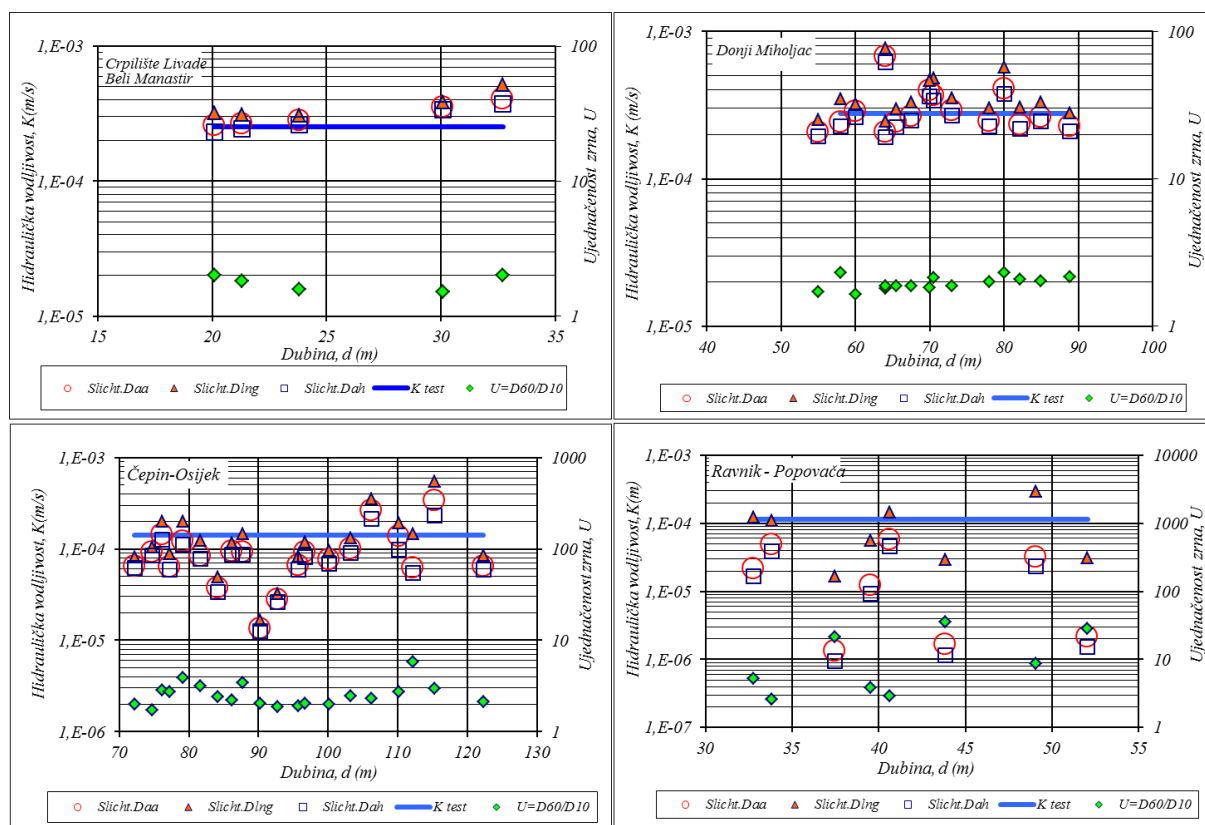 Crpilište Livade
Beli Manastir
Hidraulička vodljivost, K(m/s)
1,E-03
1,E-04
1,E-05
100
10
1
Ujednačenost zrna, U
15 20 25 30 35
Dubina, d (m)
Slicht.Daa Slicht.Dlng Slicht.Dah K test U=D60/D10
Donji Miholjac
Hidraulička vodljivost, K (m/s)
1,E-03
1,E-04
1,E-05
100
10
1
Ujednačenost zrna, U
40 50 60 70 80 90 100
Dubina, d (m)
Slicht.Daa Slicht.Dlng Slicht.Dah K test U=D60/D10
Čepin-Osijek
Hidraulička vodljivost, K(m/s)
1,E-03
1,E-04
1,E-05
1,E-06
1000
100
10
1
Ujednačenost zrna, U
70 80 90 100 110 120 130
Dubina, d (m)
Slicht.Daa Slicht.Dlng Slicht.Dah K test U=D60/D10
Ravnik - Popovača
Hidraulička vodljivost, K(m)
1,E-03
1,E-04
1,E-05
1,E-06
1,E-07
10000
1000
100
10
1
Ujednačenost zrna, U
30 35 40 45 50 55
Dubina, d (m)
Slicht.Daa Slicht.Dlng Slicht.Dah K test U=D60/D10